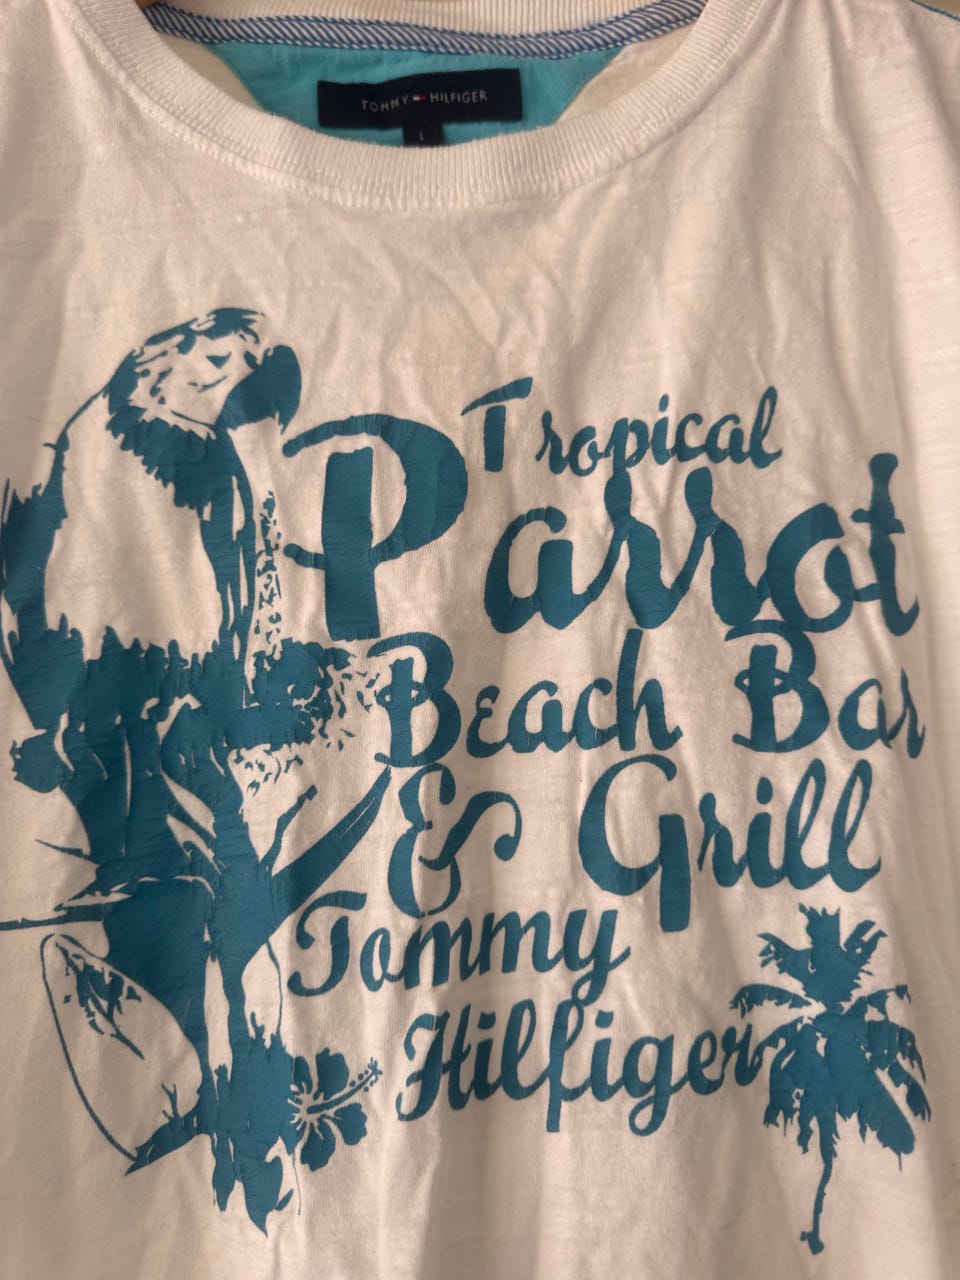 TOMMY HILFIGER
Tropical
Parrot
Beach Bar
& Grill
Tommy
Hilfiger